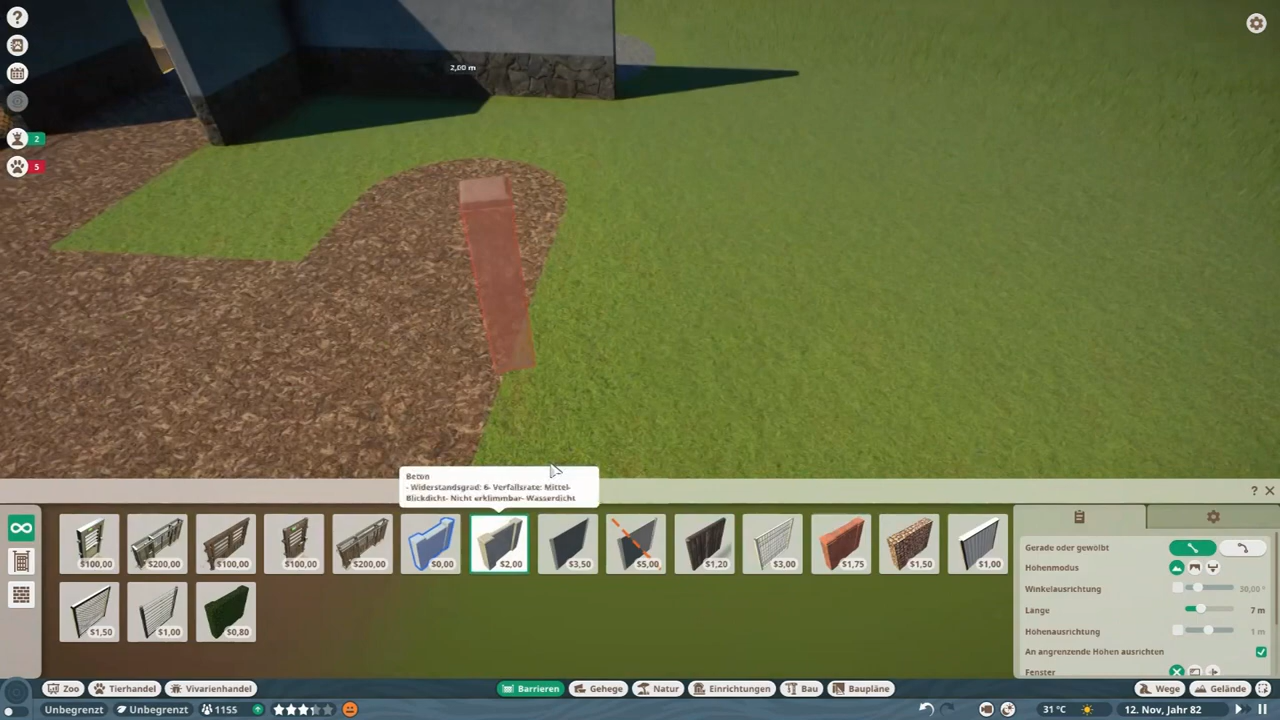 ?
2,00 m
2
5
Beton
- Widerstandsgrad: 6- Verfallsrate: Mittel-
Blickdicht- Nicht erklimmbar- Wasserdicht
? ×
$100,00 $200,00 $100,00 $100,00 $200,00 $0,00 $2,00 $3,50 $5,00 $1,20 $3,00 $1,75 $1,50 $1,00
$1,50 $1,00 $0,80
Gerade oder gewölbt
Höhenmodus
Winkelausrichtung 30,00 °
Länge 7 m
Höhenausrichtung 1 m
An angrenzende Höhen ausrichten
Fenster
Zoo Tierhandel Vivarienhandel Barrieren Gehege Natur Einrichtungen Bau Baupläne Wege Gelände
Unbegrenzt Unbegrenzt 1155 31 °C 12. Nov, Jahr 82